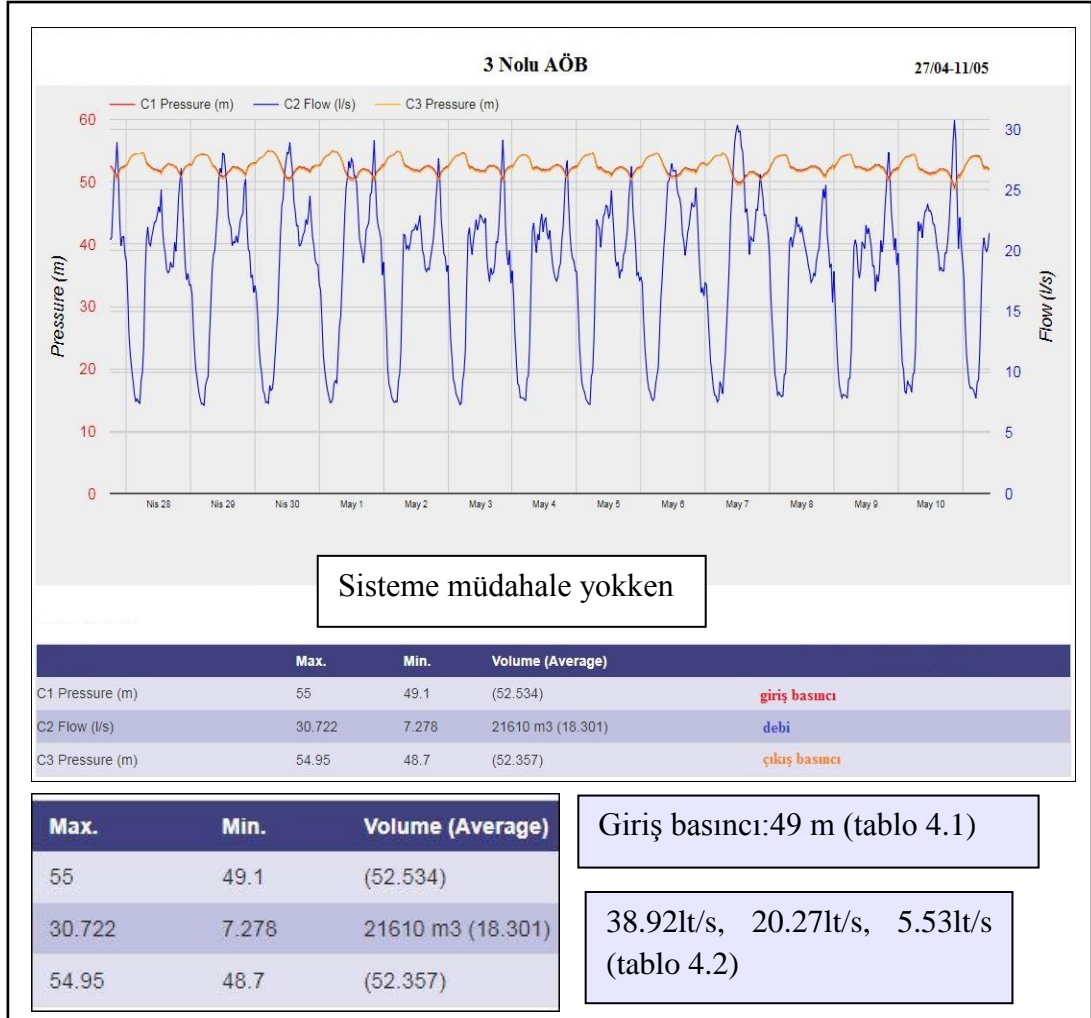 3 Nolu AÖB
27/04-11/05
C1 Pressure (m) C2 Flow (l/s) C3 Pressure (m)
60
50
40
30
20
10
0
Pressure (m)
30
25
20
15
10
5
0
Flow (l/s)
Nis 28 Nis 29 Nis 30 May 1 May 2 May 3 May 4 May 5 May 6 May 7 May 8 May 9 May 10
Sisteme müdahale yokken
Max. Min. Volume (Average)
C1 Pressure (m) 55 49.1 (52.534) giriş basıncı
C2 Flow (l/s) 30.722 7.278 21610 m3 (18.301) debi
C3 Pressure (m) 54.95 48.7 (52.357) çıkış basıncı
Max. Min. Volume (Average)
55 49.1 (52.534)
30.722 7.278 21610 m3 (18.301)
54.95 48.7 (52.357)
Giriş basıncı:49 m (tablo 4.1)
38.92lt/s, 20.27lt/s, 5.53lt/s
(tablo 4.2)